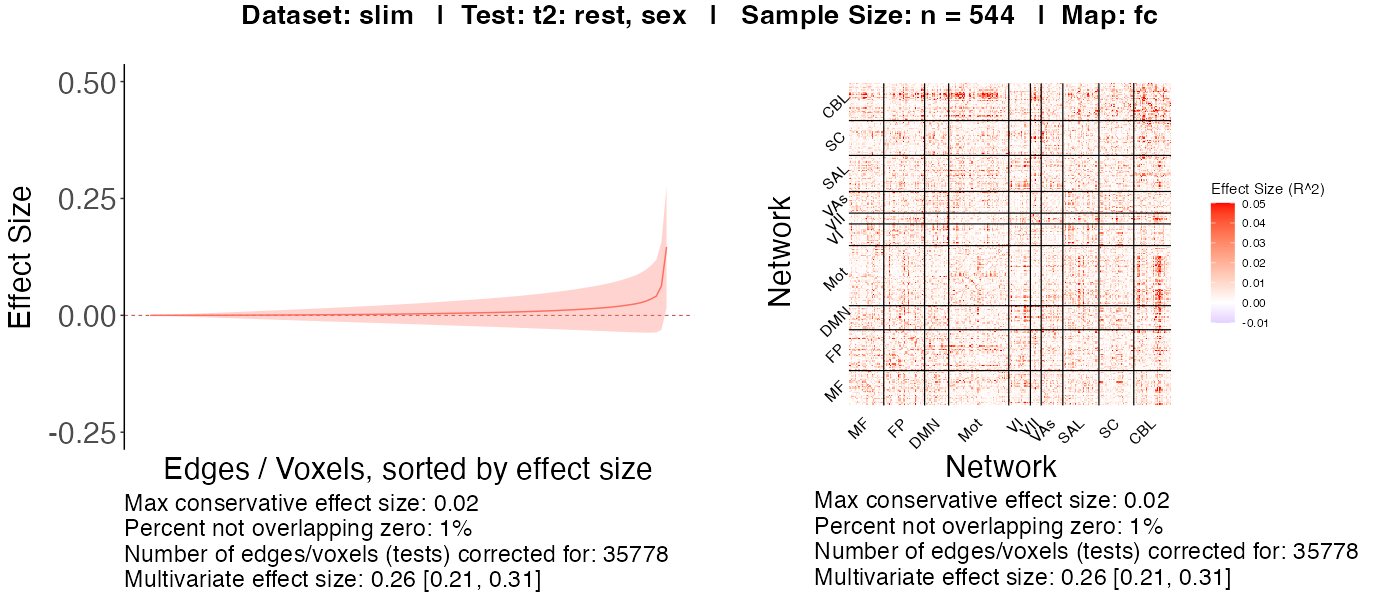 Dataset: slim | Test: t2: rest, sex | Sample Size: n = 544 | Map: fc
0.50
0.25
0.00
-0.25
Effect Size
Edges / Voxels, sorted by effect size
Max conservative effect size: 0.02
Percent not overlapping zero: 1%
Number of edges/voxels (tests) corrected for: 35778
Multivariate effect size: 0.26 [0.21, 0.31]
Network
CBL
SC
SAL
VAs
VII
VI
Mot
DMN
FP
MF
MF
FP
DMN
Mot
VI
VII
VAs
SAL
SC
CBL
Network
Effect Size (R^2)
0.05
0.04
0.03
0.02
0.01
0.00
-0.01
Max conservative effect size: 0.02
Percent not overlapping zero: 1%
Number of edges/voxels (tests) corrected for: 35778
Multivariate effect size: 0.26 [0.21, 0.31]